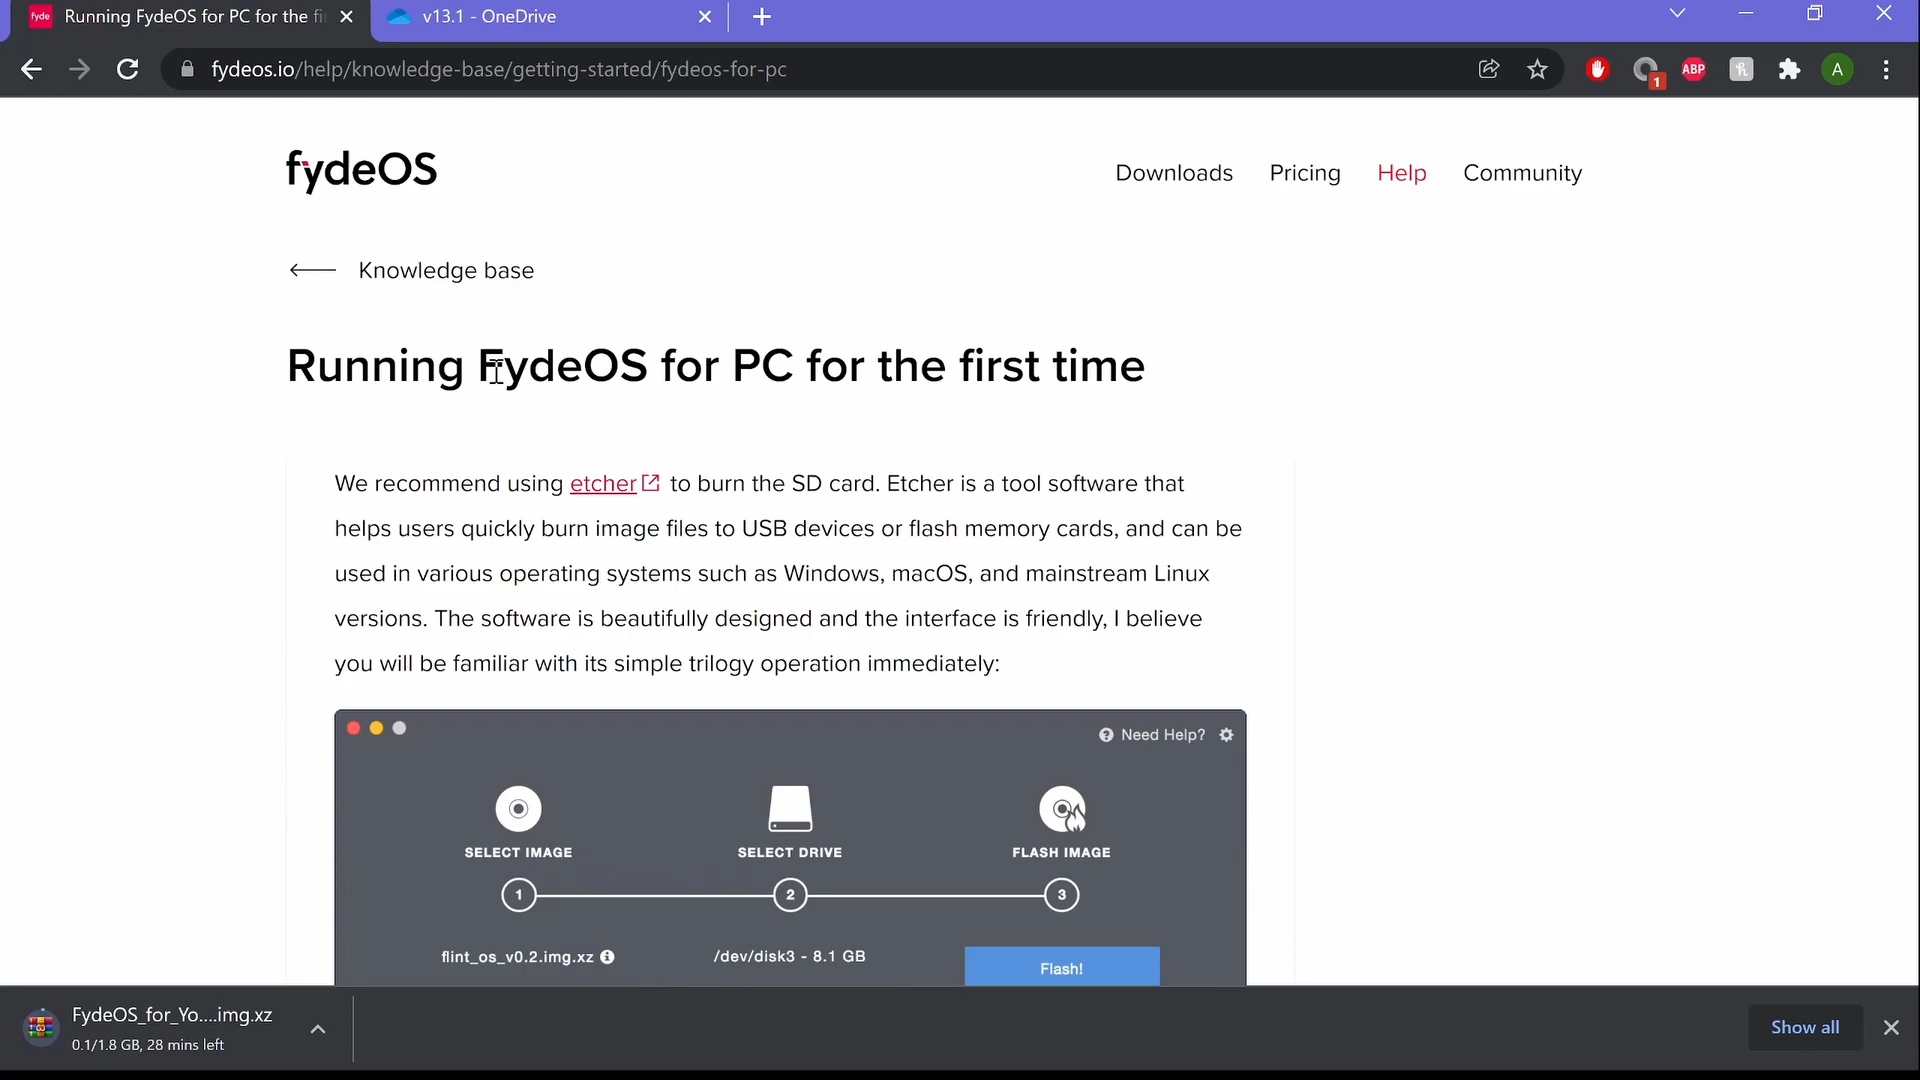 fyde Running FydeOS for PC for the fi
v13.1 - OneDrive
fydeos.io/help/knowledge-base/getting-started/fydeos-for-pc
1
ABP
h
A
fydeOS
Downloads Pricing Help Community
Knowledge base
Running FydeOS for PC for the first time
We recommend using etcher to burn the SD card. Etcher is a tool software that
helps users quickly burn image files to USB devices or flash memory cards, and can be
used in various operating systems such as Windows, macOS, and mainstream Linux
versions. The software is beautifully designed and the interface is friendly, I believe
you will be familiar with its simple trilogy operation immediately:
? Need Help?
SELECT IMAGE SELECT DRIVE FLASH IMAGE
1 2 3
flint_os_v0.2.img.xz i /dev/disk3 - 8.1 GB Flash!
FydeOS_for_Yo....img.xz
0.1/1.8 GB, 28 mins left
Show all